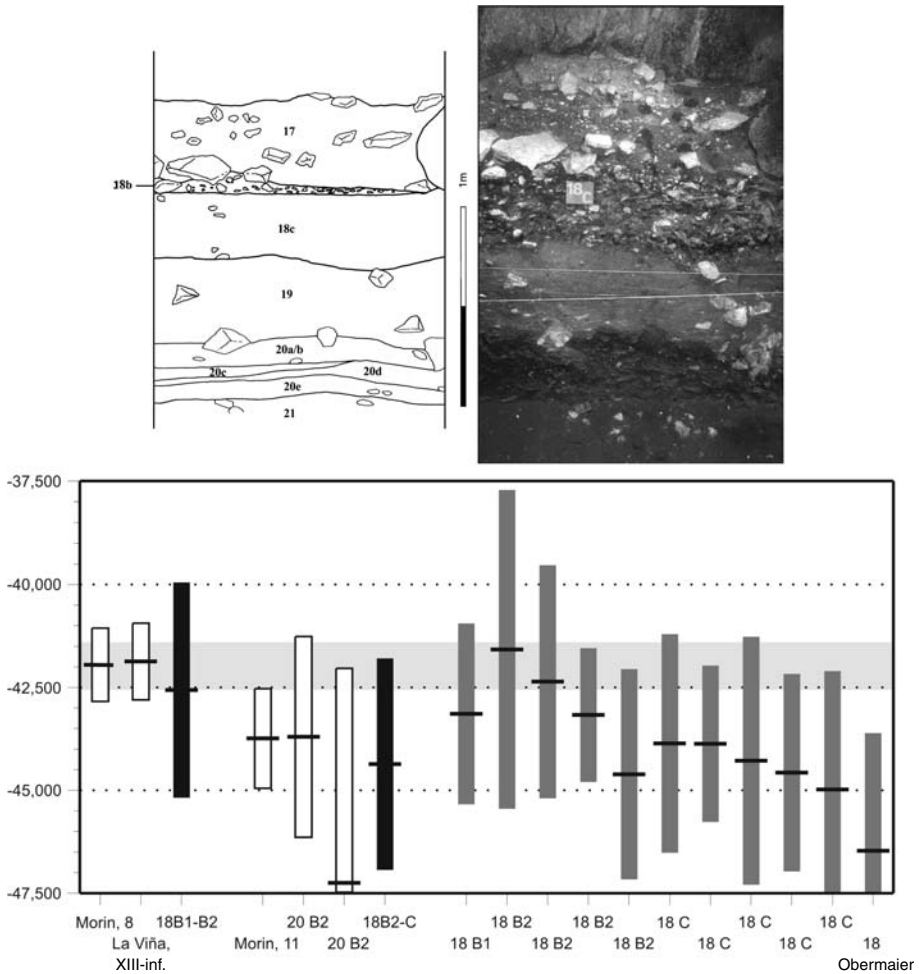 17
18b
1m
18c
19
20a/b
20c
20d
20e
21
18
c
-37,500
-40,000
-42,500
-45,000
-47,500
Morin, 8
La Viña,
XIII-inf.
18B1-B2
Morin, 11
20 B2
20 B2
18B2-C
18 B1
18 B2
18 B2
18 B2
18 B2
18 C
18 C
18 C
18 C
18 C
18
Obermaier